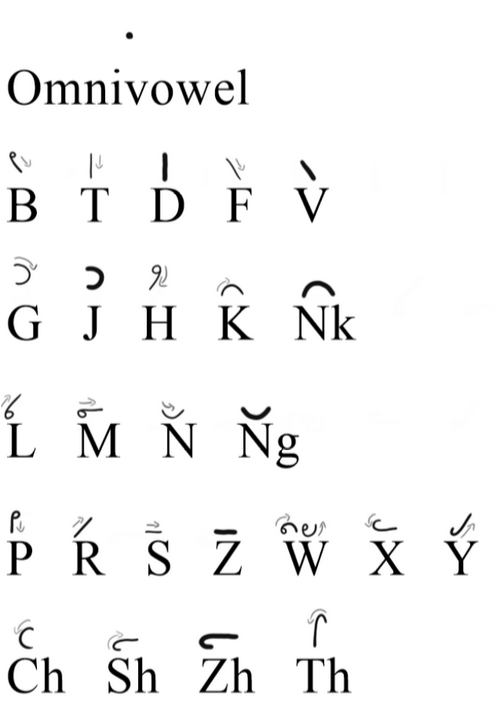 Omnivowel
B T D F V
G J H K Nk
L M N Ng
P R S Z W X Y
Ch Sh Zh Th